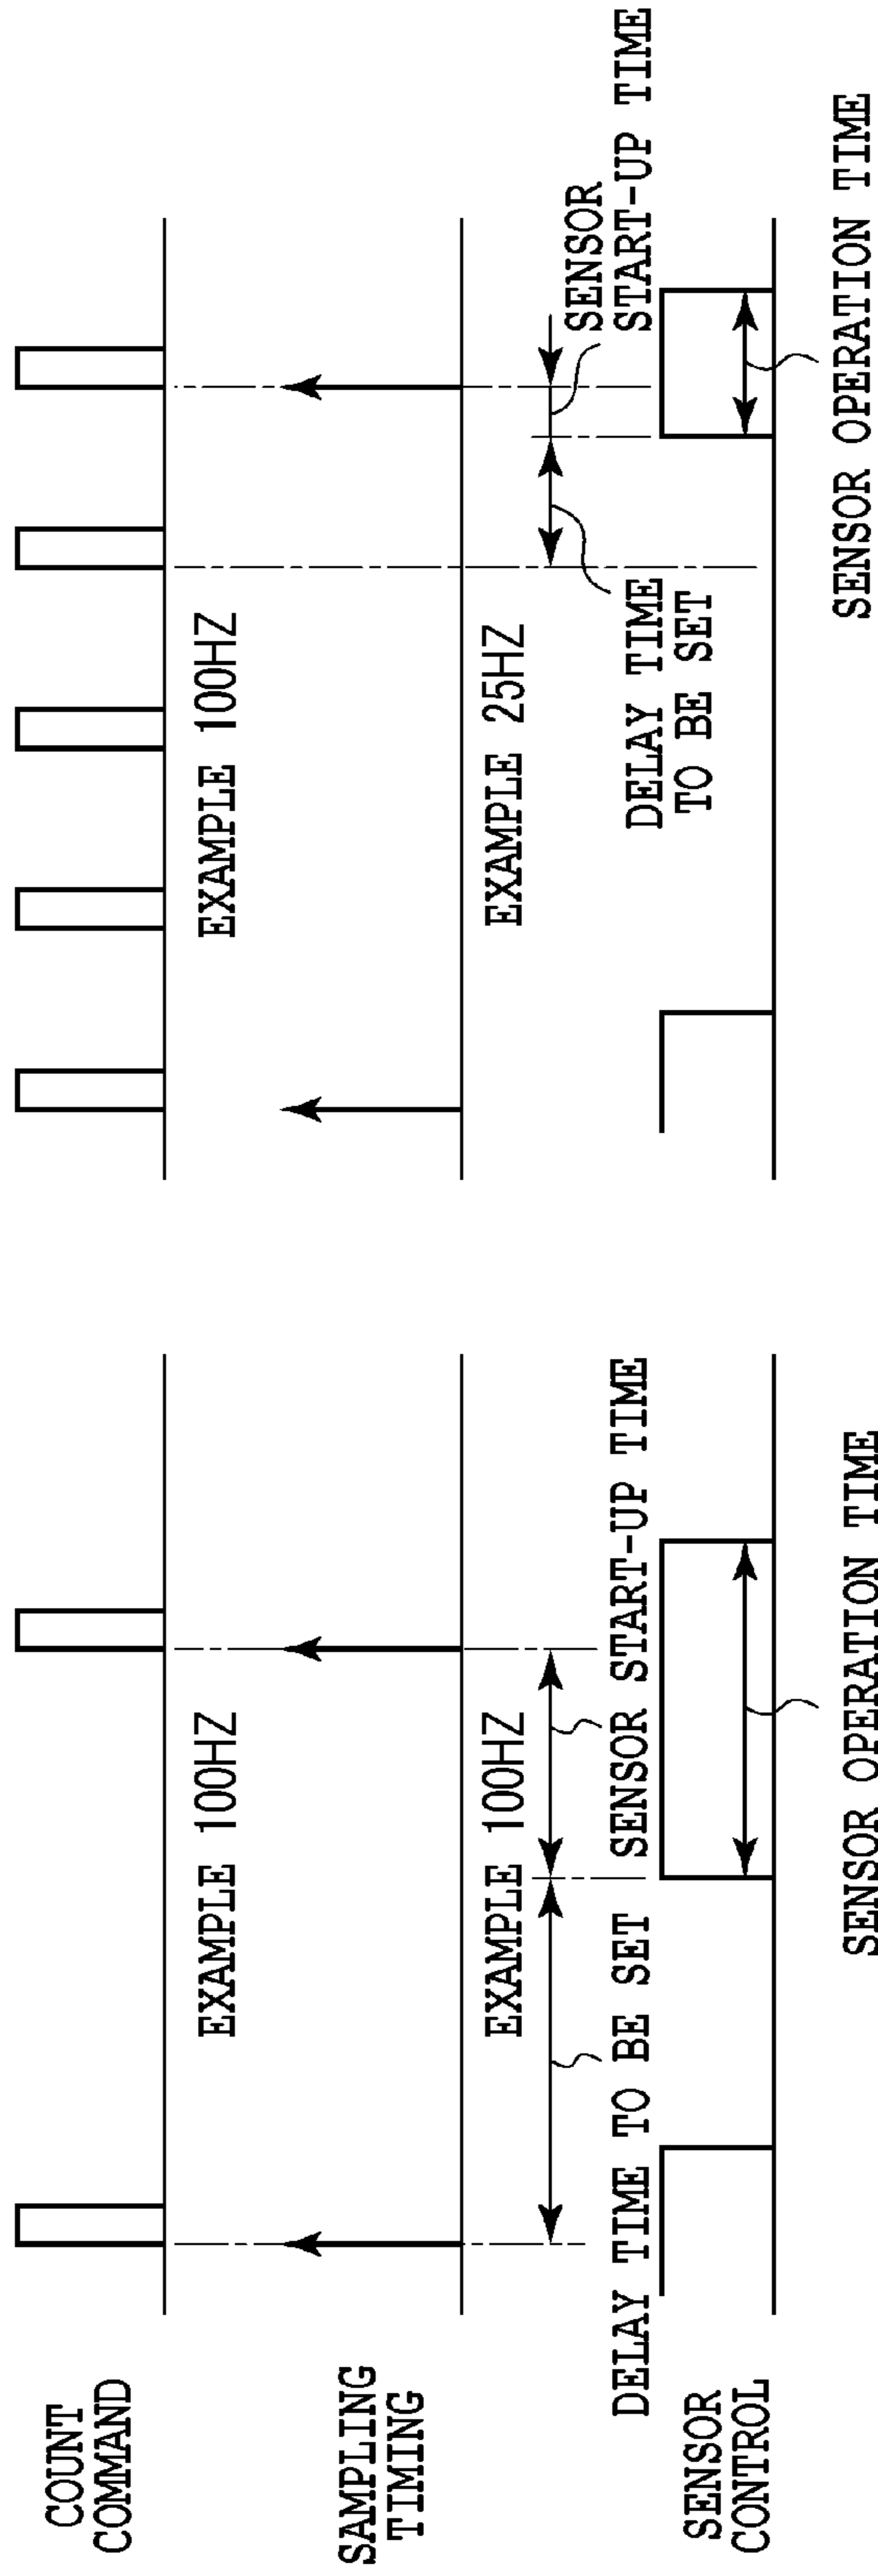 COUNT
COMMAND
EXAMPLE 100HZ
EXAMPLE 100HZ
SAMPLING
TIMING
EXAMPLE 100HZ
EXAMPLE 25HZ
DELAY TIME TO BE SET
SENSOR START-UP TIME
DELAY TIME
TO BE SET
SENSOR
START-UP TIME
SENSOR
CONTROL
SENSOR OPERATION TIME
SENSOR OPERATION TIME